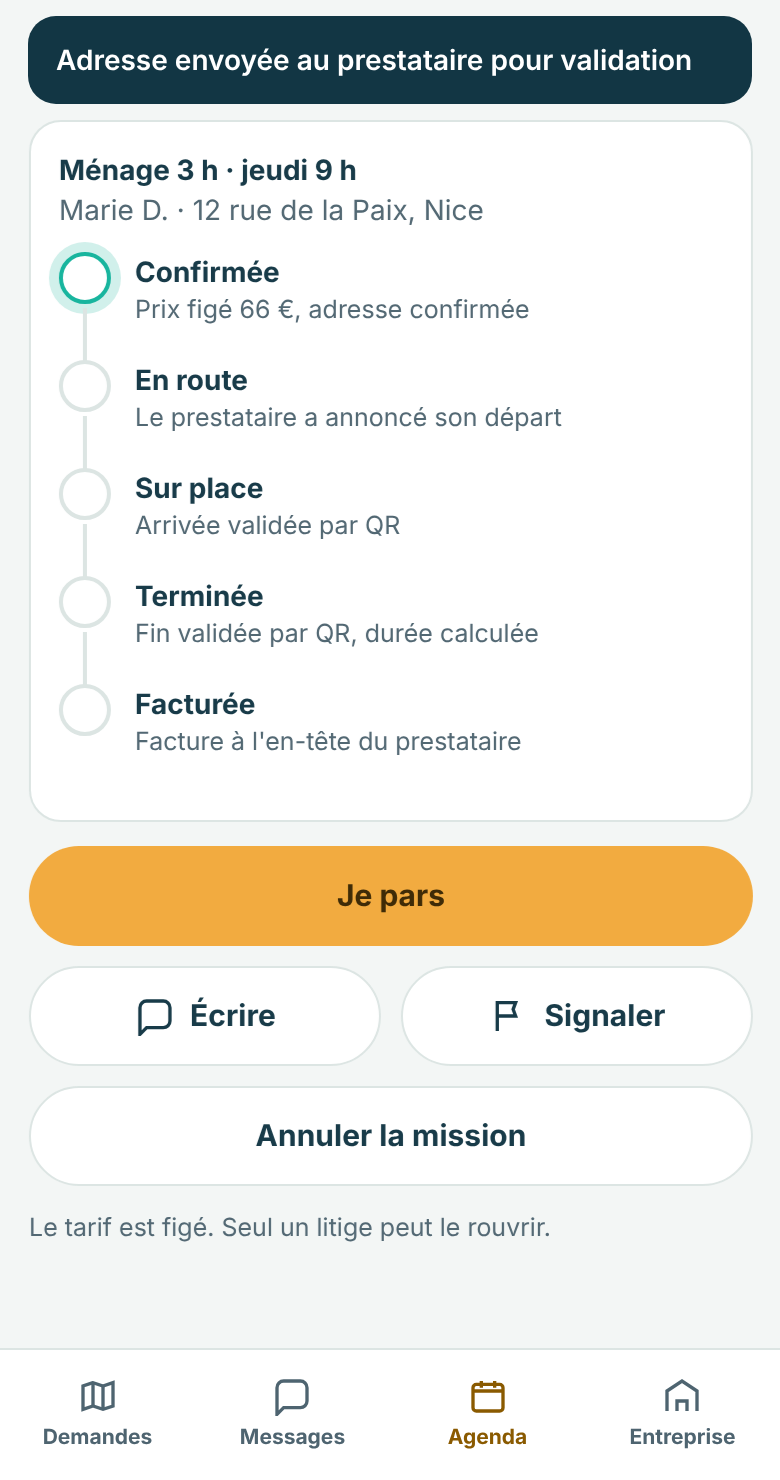 Adresse envoyée au prestataire pour validation
Ménage 3 h · jeudi 9 h
Marie D. · 12 rue de la Paix, Nice
Confirmée
Prix figé 66 €, adresse confirmée
En route
Le prestataire a annoncé son départ
Sur place
Arrivée validée par QR
Terminée
Fin validée par QR, durée calculée
Facturée
Facture à l'en-tête du prestataire
Je pars
Écrire
Signaler
Annuler la mission
Le tarif est figé. Seul un litige peut le rouvrir.
Demandes
Messages
Agenda
Entreprise